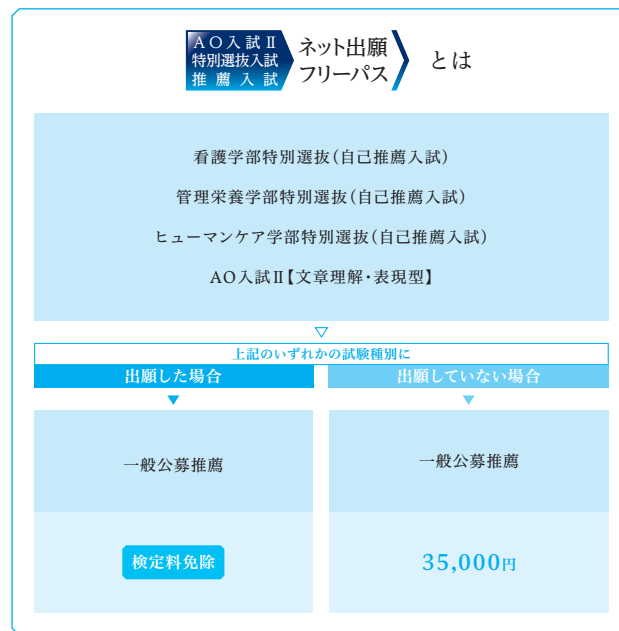 AO入試Ⅱ
特別選抜入試
推薦入試
ネット出願
フリーパス
とは
看護学部特別選抜(自己推薦入試)
管理栄養学部特別選抜(自己推薦入試)
ヒューマンケア学部特別選抜(自己推薦入試)
AO入試Ⅱ【文章理解・表現型】
上記のいずれかの試験種別に
出願した場合
出願していない場合
一般公募推薦
一般公募推薦
検定料免除
35,000円